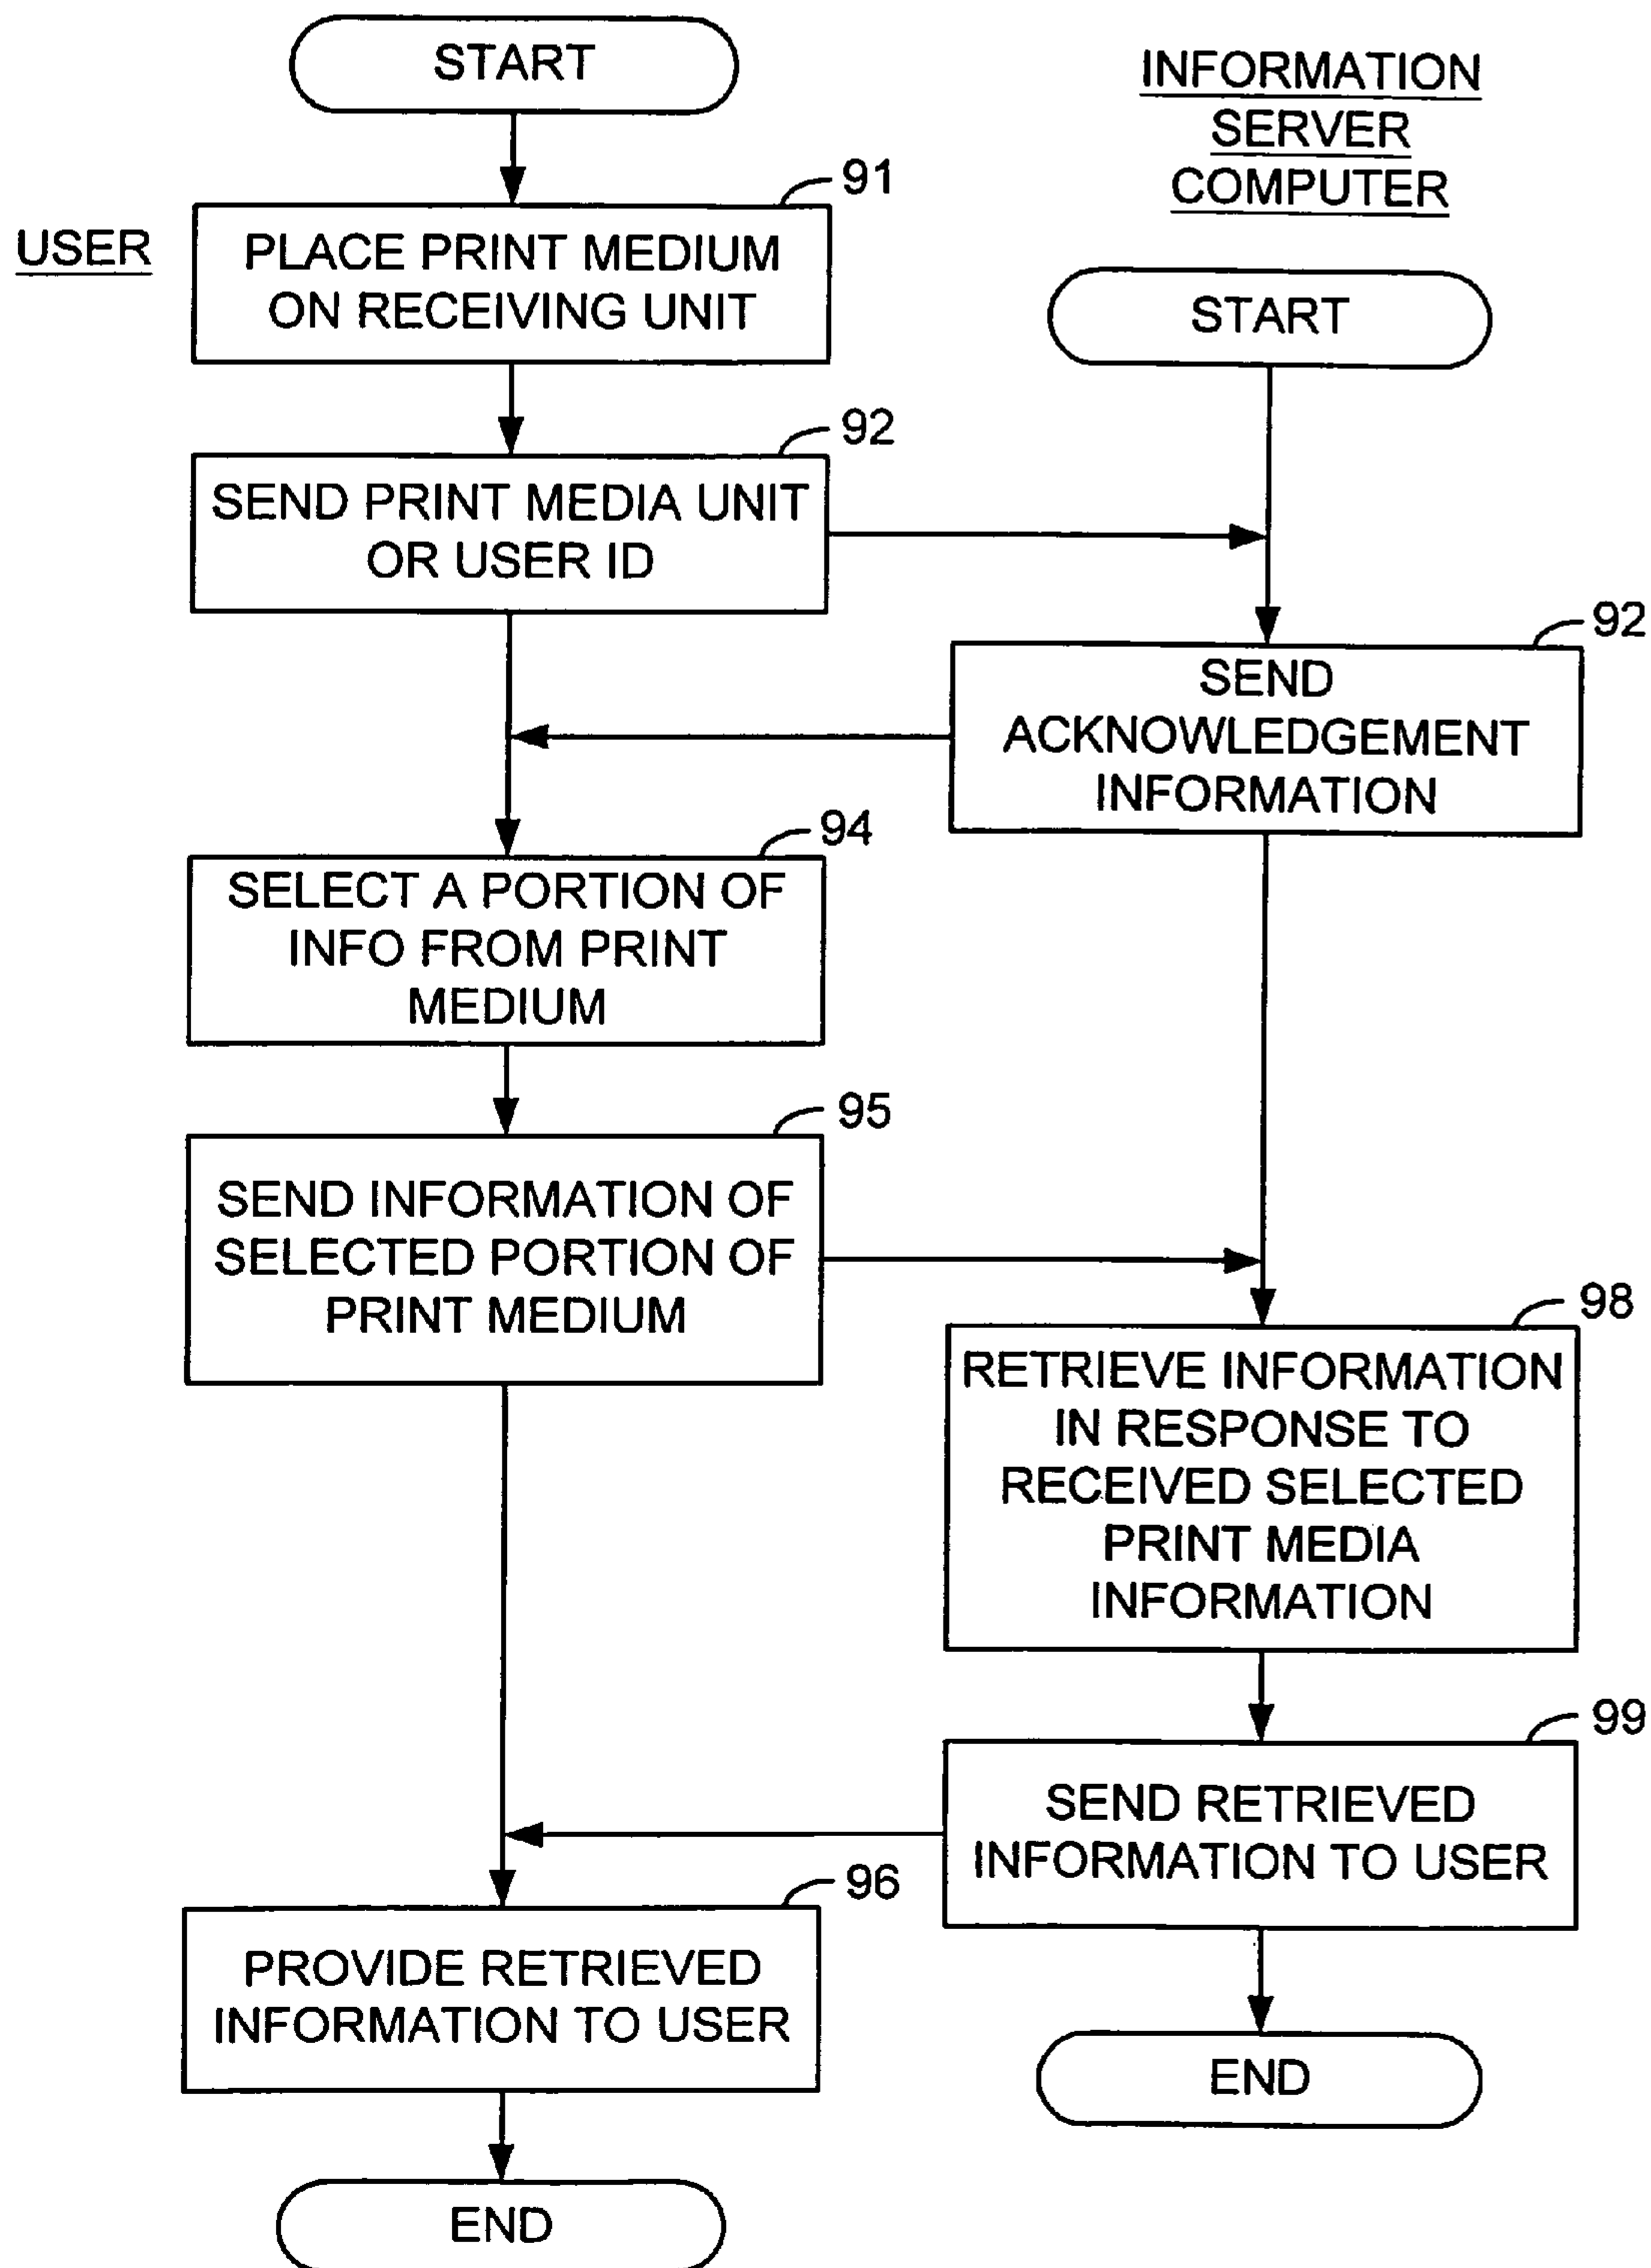 START
INFORMATION
SERVER
COMPUTER
USER
91
PLACE PRINT MEDIUM
ON RECEIVING UNIT
START
92
SEND PRINT MEDIA UNIT
OR USER ID
92
SEND
ACKNOWLEDGEMENT
INFORMATION
94
SELECT A PORTION OF
INFO FROM PRINT
MEDIUM
95
SEND INFORMATION OF
SELECTED PORTION OF
PRINT MEDIUM
98
RETRIEVE INFORMATION
IN RESPONSE TO
RECEIVED SELECTED
PRINT MEDIA
INFORMATION
99
SEND RETRIEVED
INFORMATION TO USER
96
PROVIDE RETRIEVED
INFORMATION TO USER
END
END